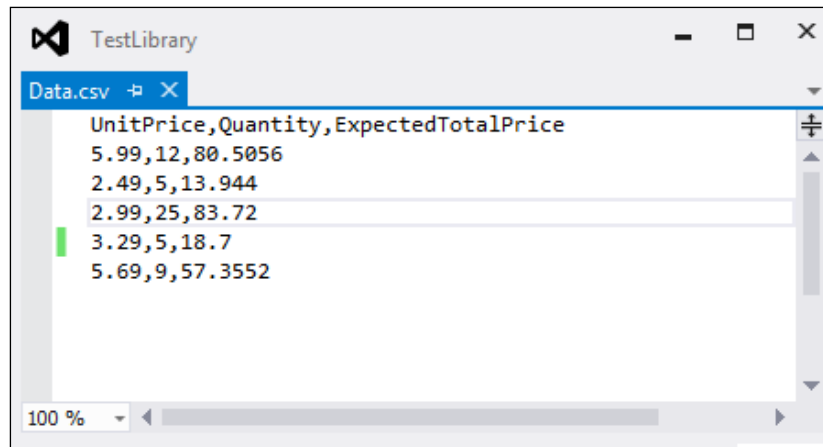 TestLibrary
Data.csv
UnitPrice,Quantity,ExpectedTotalPrice
5.99,12,80.5056
2.49,5,13.944
2.99,25,83.72
3.29,5,18.7
5.69,9,57.3552
100 %